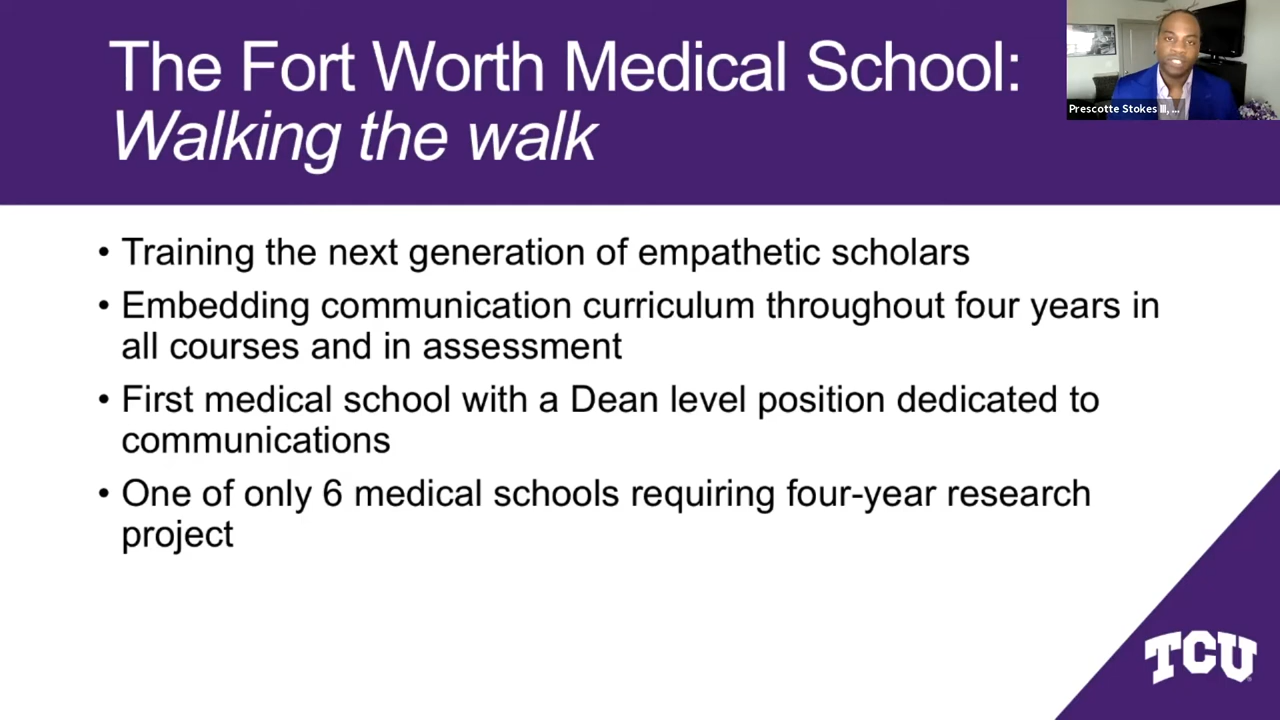 The Fort Worth Medical School:
Walking the walk
Prescotte Stokes III, ...
• Training the next generation of empathetic scholars
• Embedding communication curriculum throughout four years in
all courses and in assessment
• First medical school with a Dean level position dedicated to
communications
• One of only 6 medical schools requiring four-year research
project
TCU